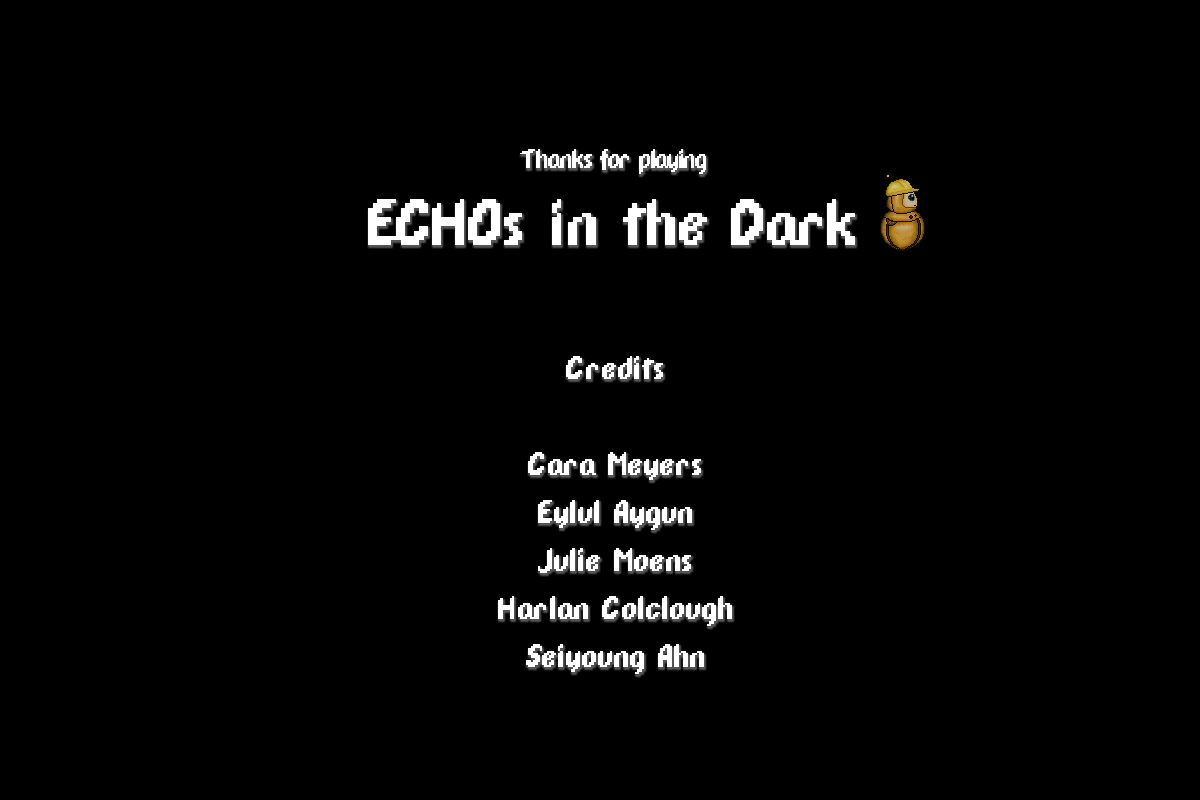 Thanks for playing
ECHOs in the Dark
Credits
Cara Meyers
Eylul Aygun
Julie Moens
Harlan Colclough
Seiyoung Ahn